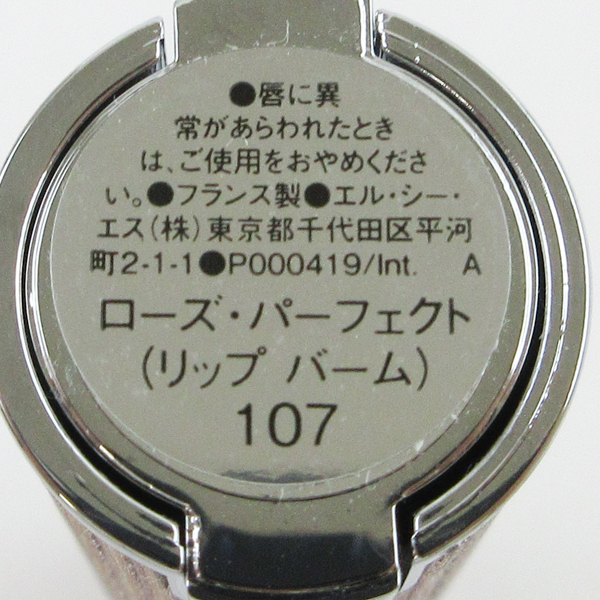 ●唇に異
常があらわれたとき
は、ご使用をおやめくださ
い。●フランス製●エル・シー・
エス(株)東京都千代田区平河
町2-1-1●P000419/Int. A
ローズ・パーフェクト
(リップ バーム)
107